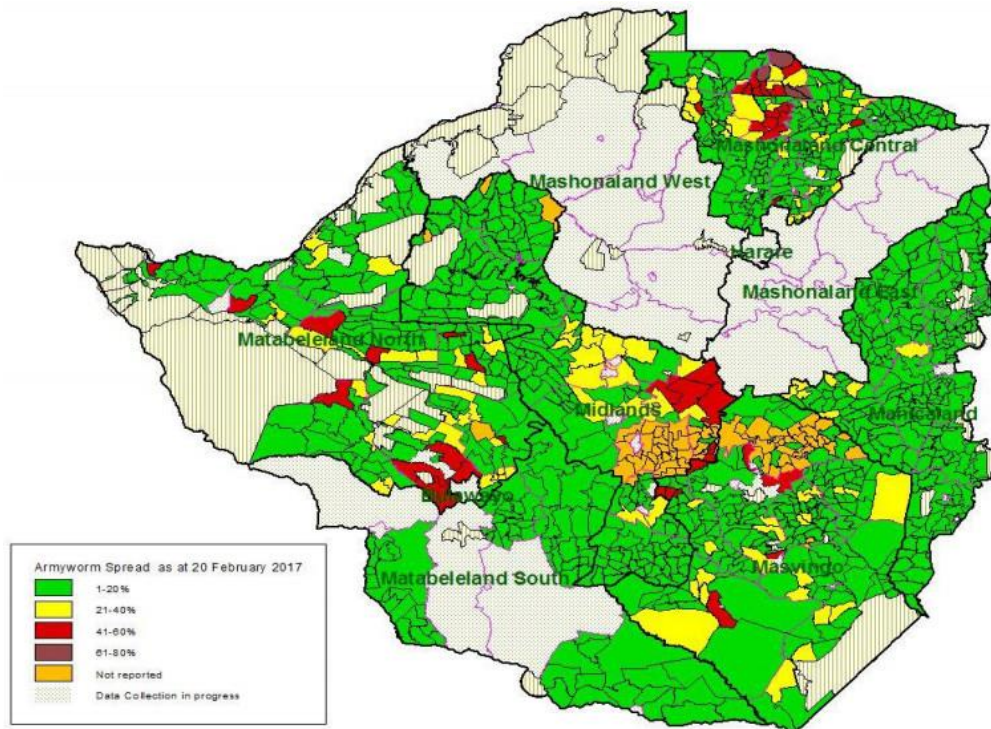 Mashonaland Central
Mashonaland West
Harare
Mashonaland East
Matabeleland North
Midlands
Manicaland
Bulawayo
Masvingo
Matabeleland South
Armyworm Spread as at 20 February 2017
1-20%
21-40%
41-60%
61-80%
Not reported
Data Collection in progress